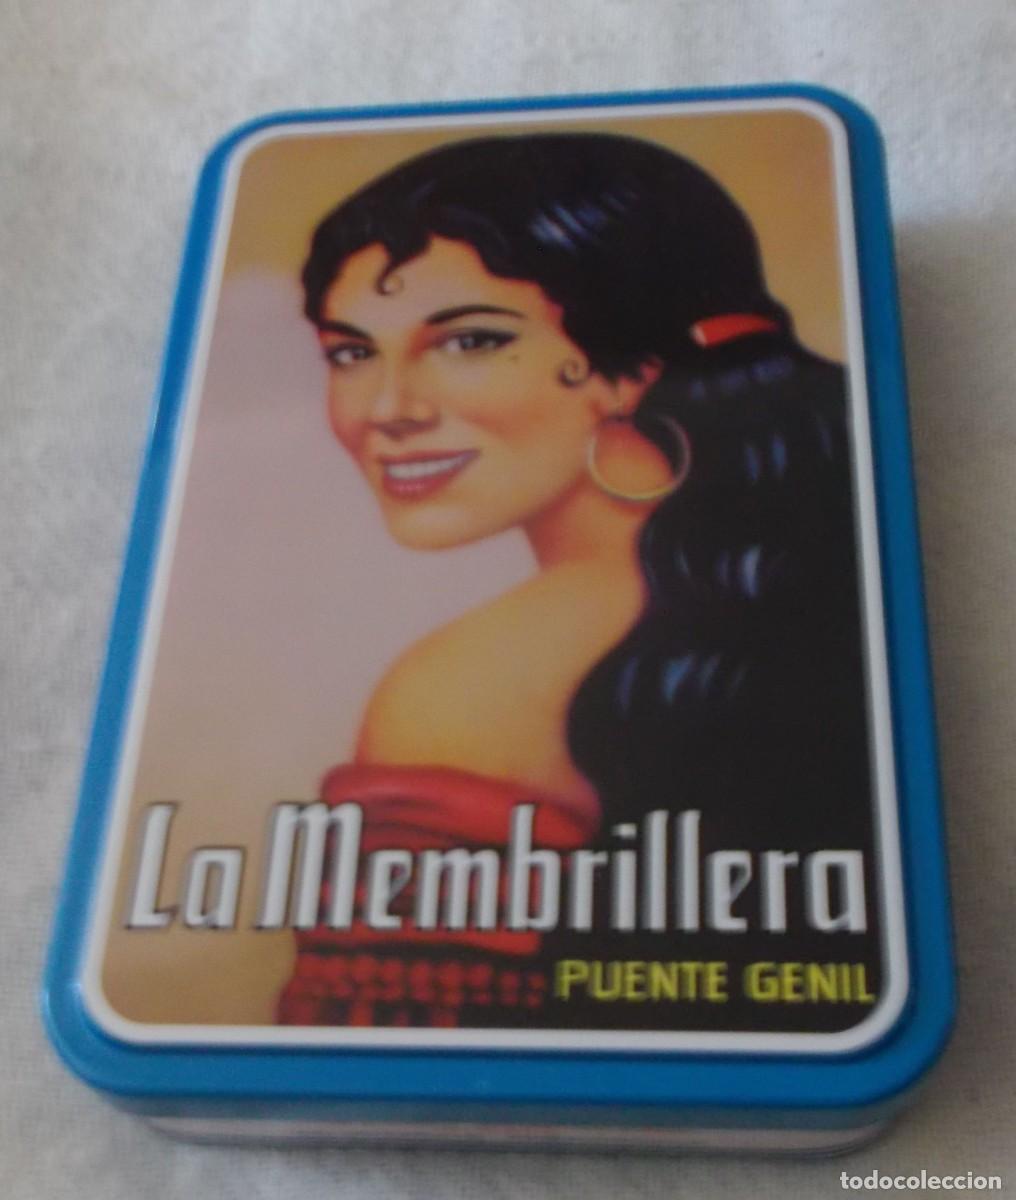 La Membrillera
PUENTE GENIL
todocoleccion